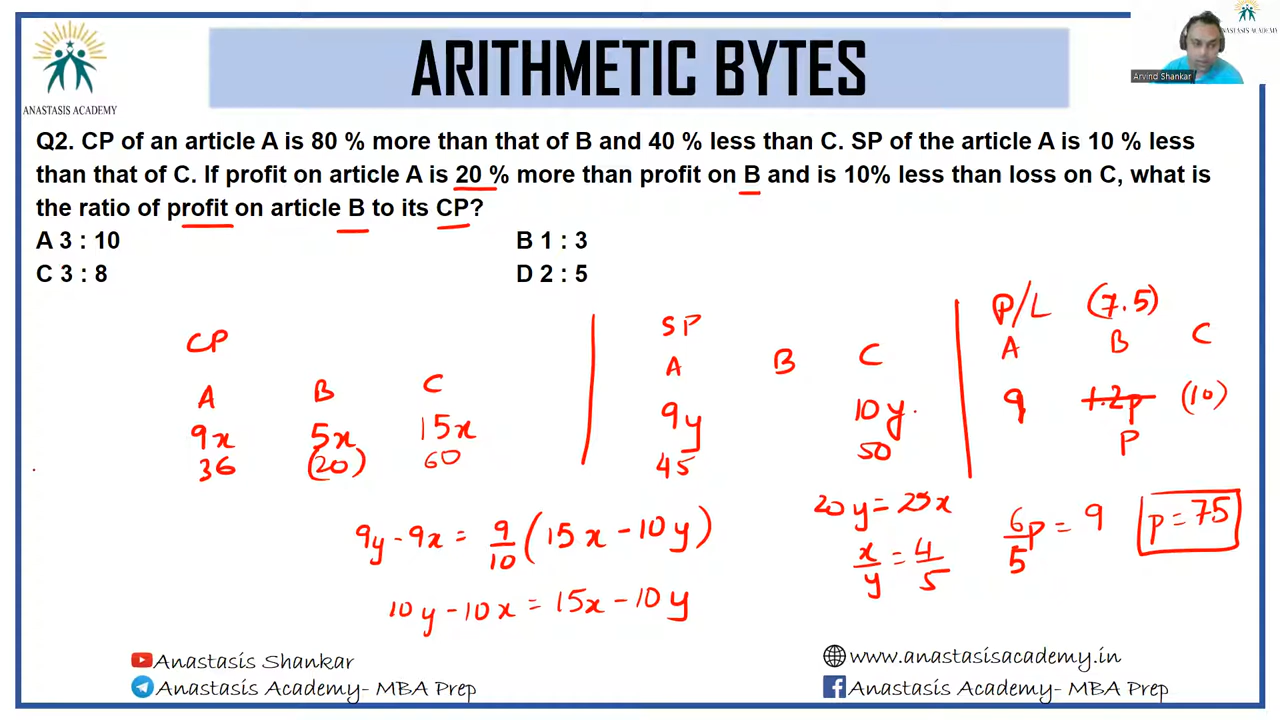 ANASTASIS ACADEMY
ARITHMETIC BYTES
ANASTASIS ACADEMY
Arvind Shankar
Q2. CP of an article A is 80 % more than that of B and 40 % less than C. SP of the article A is 10 % less
than that of C. If profit on article A is 20 % more than profit on B and is 10% less than loss on C, what is
the ratio of profit on article B to its CP?
A 3 : 10 B 1 : 3
C 3 : 8 D 2 : 5
CP
A B C
9x 5x 15x
36 (20) 60
SP
A B C
9y 10y.
45 50
P/L (7.5)
A B C
9 1.2p (10)
P
9y - 9x = 9/10 (15x - 10y)
10y - 10x = 15x - 10y
20y = 25x
x/y = 4/5
6/5 p = 9
p = 75
Anastasis Shankar
Anastasis Academy- MBA Prep
www.anastasisacademy.in
Anastasis Academy- MBA Prep